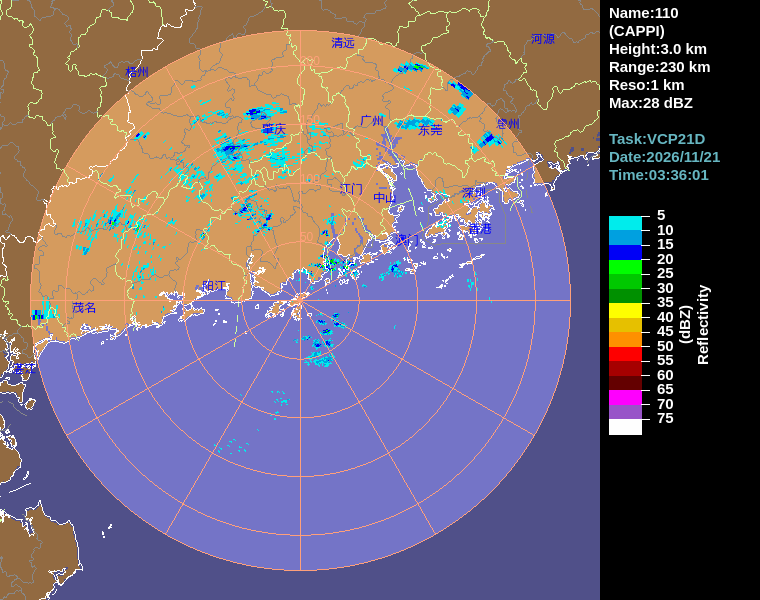 Name:110
(CAPPI)
Height:3.0 km
Range:230 km
Reso:1 km
Max:28 dBZ
Task:VCP21D
Date:2026/11/21
Time:03:36:01
5
10
15
20
25
30
35
40
45
50
55
60
65
70
75
Reflectivity
(dBZ)
清远
河源
梧州
广州
肇庆
东莞
惠州
江门
中山
深圳
香港
澳门
阳江
茂名
50